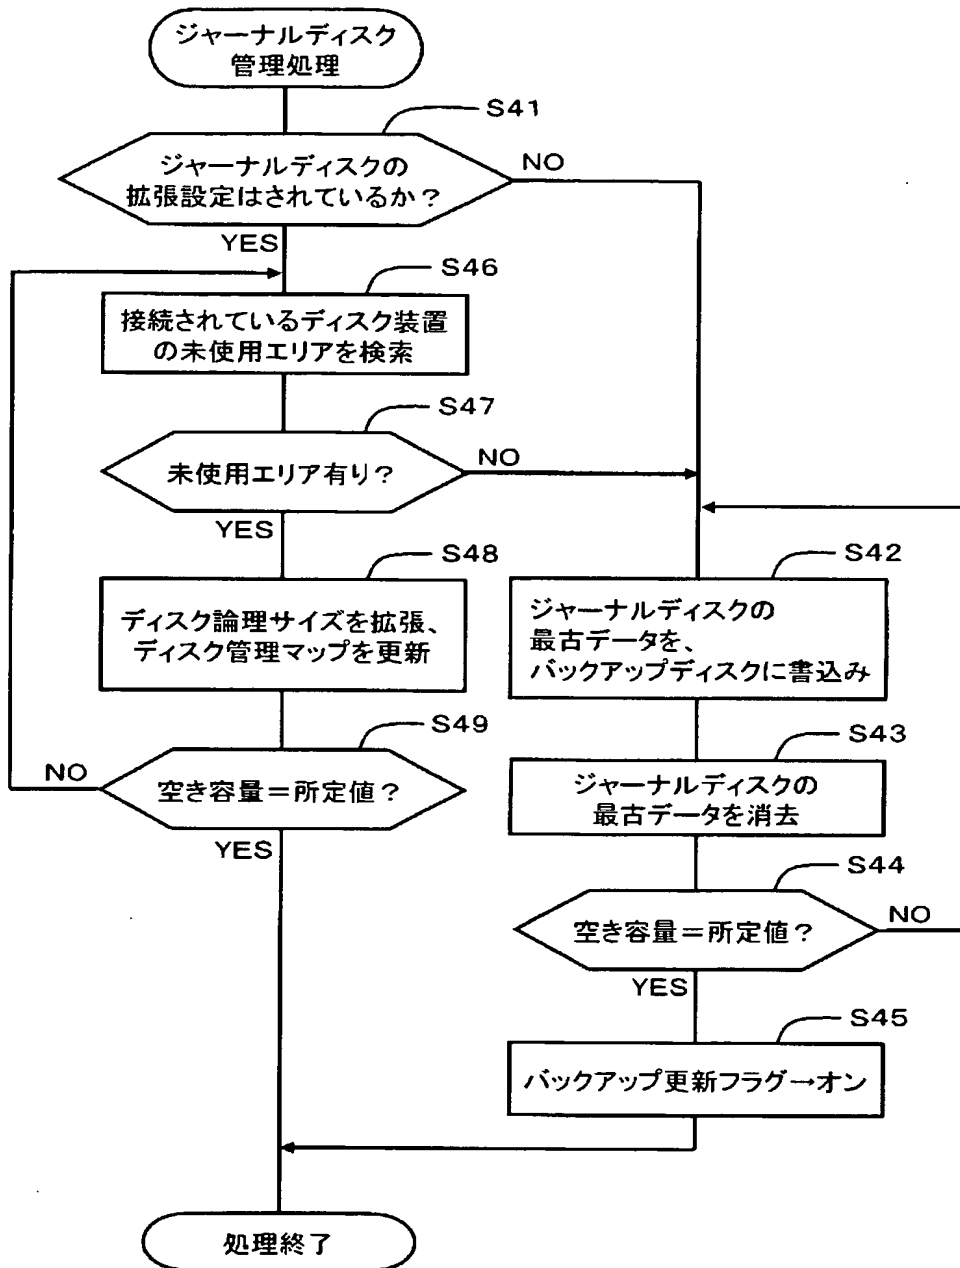 ジャーナルディスク
管理処理
S41
ジャーナルディスクの
拡張設定はされているか？
NO
YES
S46
接続されているディスク装置
の未使用エリアを検索
S47
未使用エリア有り？
NO
YES
S48
ディスク論理サイズを拡張、
ディスク管理マップを更新
S49
空き容量＝所定値？
NO
YES
S42
ジャーナルディスクの
最古データを、
バックアップディスクに書込み
S43
ジャーナルディスクの
最古データを消去
S44
空き容量＝所定値？
NO
YES
S45
バックアップ更新フラグ→オン
処理終了